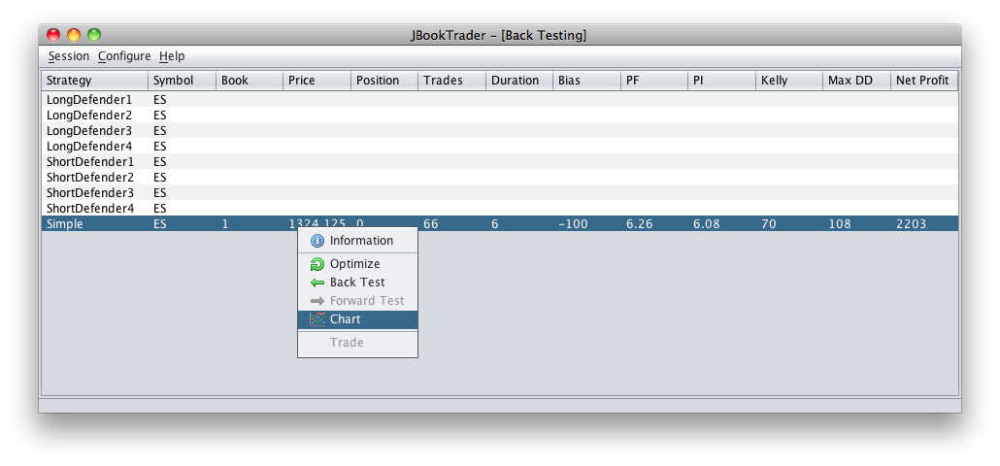 JBookTrader – [Back Testing]
Session Configure Help
Strategy Symbol Book Price Position Trades Duration Bias PF PI Kelly Max DD Net Profit
LongDefender1 ES
LongDefender2 ES
LongDefender3 ES
LongDefender4 ES
ShortDefender1 ES
ShortDefender2 ES
ShortDefender3 ES
ShortDefender4 ES
Simple ES 1 1324.125 0 66 6 -100 6.26 6.08 70 108 2203
Information
Optimize
Back Test
Forward Test
Chart
Trade